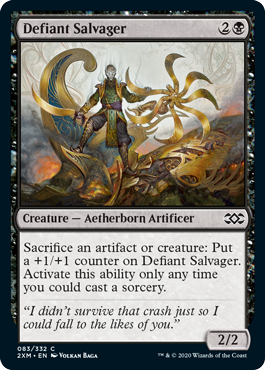 Defiant Salvager 2
Creature — Aetherborn Artificer
Sacrifice an artifact or creature: Put
a +1/+1 counter on Defiant Salvager.
Activate this ability only any time
you could cast a sorcery.
“I didn’t survive that crash just so I
could fall to the likes of you.”
2/2
083/332 C
2XM • EN VOLKAN BAGA ™ & © 2020 Wizards of the Coast